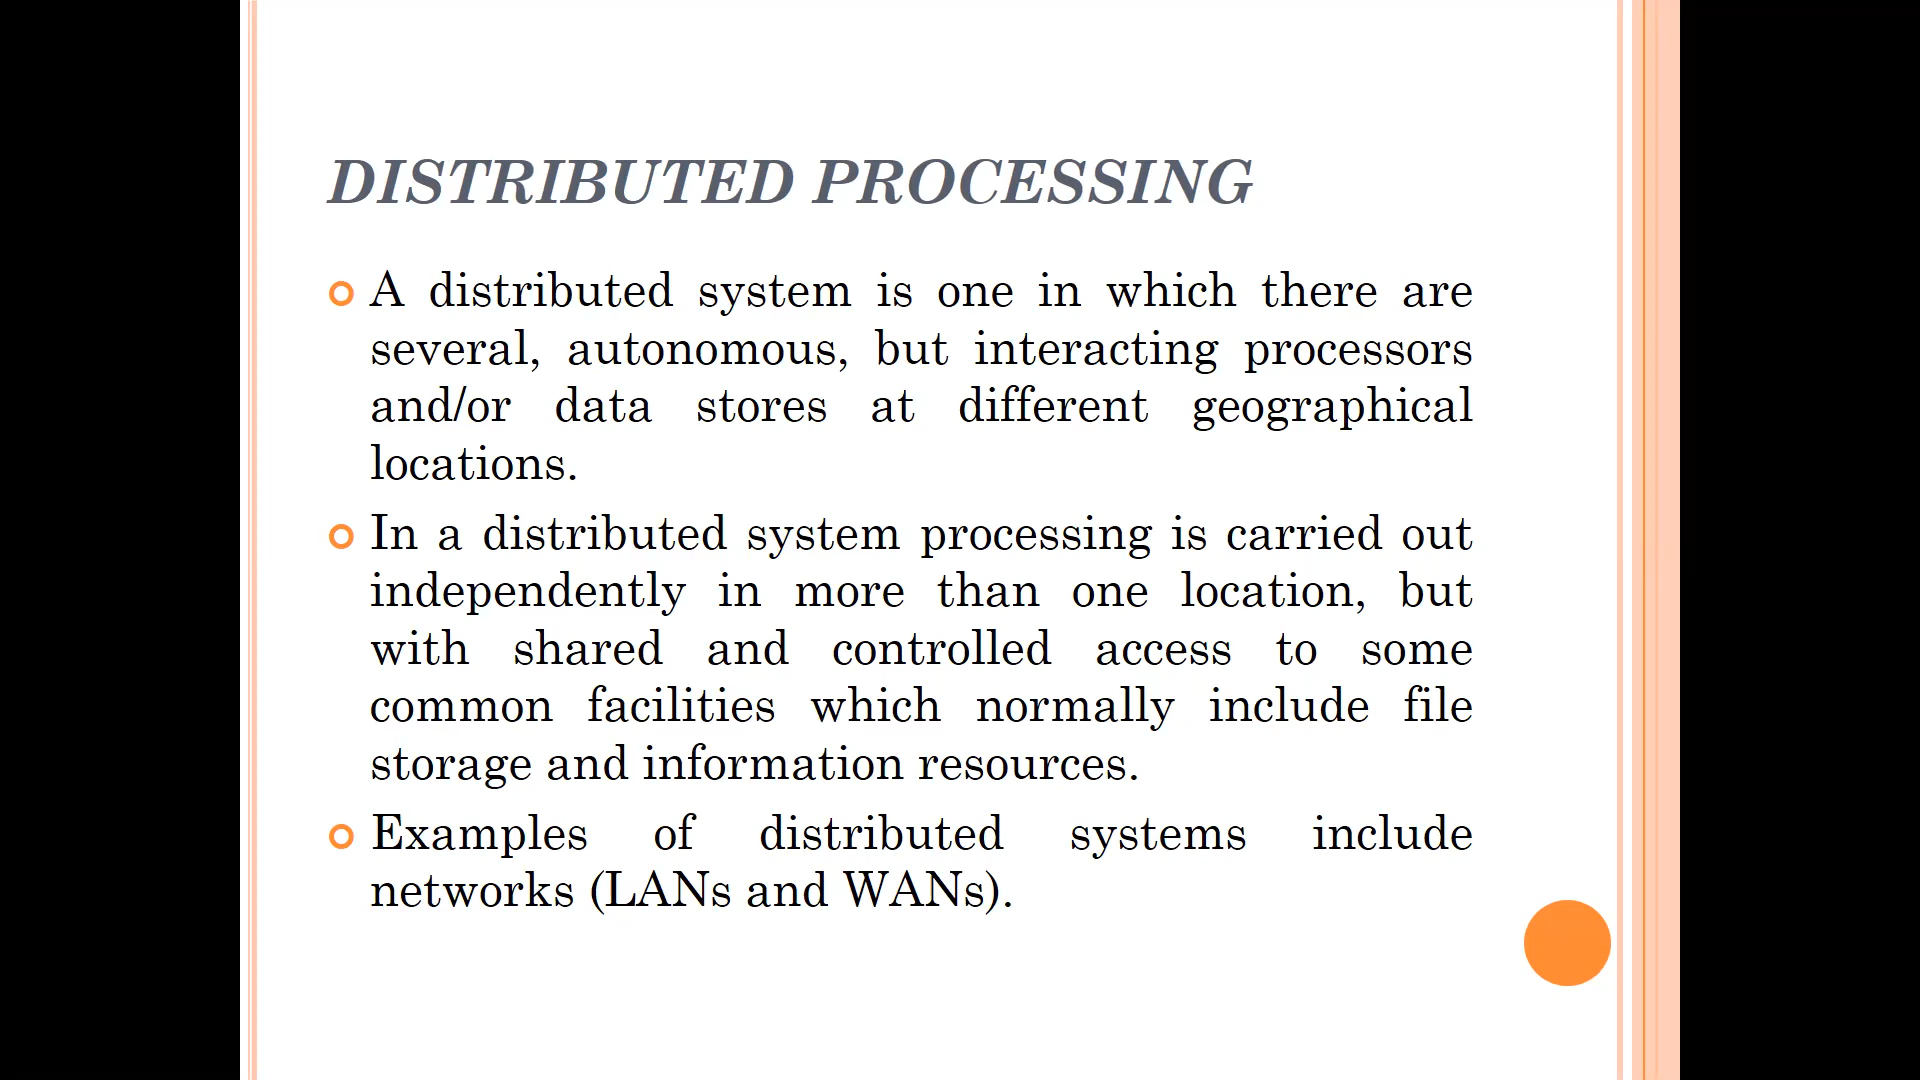 DISTRIBUTED PROCESSING
A distributed system is one in which there are
several, autonomous, but interacting processors
and/or data stores at different geographical
locations.
In a distributed system processing is carried out
independently in more than one location, but
with shared and controlled access to some
common facilities which normally include file
storage and information resources.
Examples of distributed systems include
networks (LANs and WANs).